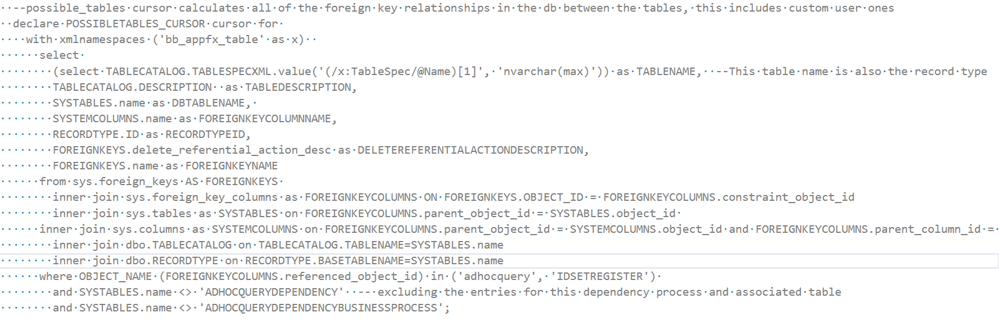 --possible_tables cursor calculates all of the foreign key relationships in the db between the tables, this includes custom user ones
declare POSSIBLETABLES_CURSOR cursor for
with xmlnamespaces ('bb_appfx_table' as x)
select
(select TABLECATALOG.TABLESPECXML.value('(/x:TableSpec/@Name)[1]', 'nvarchar(max)')) as TABLENAME,  --This table name is also the record type
TABLECATALOG.DESCRIPTION  as TABLEDESCRIPTION,
SYSTABLES.name as DBTABLENAME,
SYSTEMCOLUMNS.name as FOREIGNKEYCOLUMNNAME,
RECORDTYPE.ID as RECORDTYPEID,
FOREIGNKEYS.delete_referential_action_desc as DELETEREFERENTIALACTIONDESCRIPTION,
FOREIGNKEYS.name as FOREIGNKEYNAME
from sys.foreign_keys AS FOREIGNKEYS
inner join sys.foreign_key_columns as FOREIGNKEYCOLUMNS ON FOREIGNKEYS.OBJECT_ID = FOREIGNKEYCOLUMNS.constraint_object_id
inner join sys.tables as SYSTABLES on FOREIGNKEYCOLUMNS.parent_object_id = SYSTABLES.object_id
inner join sys.columns as SYSTEMCOLUMNS on FOREIGNKEYCOLUMNS.parent_object_id = SYSTEMCOLUMNS.object_id and FOREIGNKEYCOLUMNS.parent_column_id =
inner join dbo.TABLECATALOG on TABLECATALOG.TABLENAME=SYSTABLES.name
inner join dbo.RECORDTYPE on RECORDTYPE.BASETABLENAME=SYSTABLES.name
where OBJECT_NAME (FOREIGNKEYCOLUMNS.referenced_object_id) in ('adhocquery', 'IDSETREGISTER')
and SYSTABLES.name <> 'ADHOCQUERYDEPENDENCY'  -- excluding the entries for this dependency process and associated table
and SYSTABLES.name <> 'ADHOCQUERYDEPENDENCYBUSINESSPROCESS';